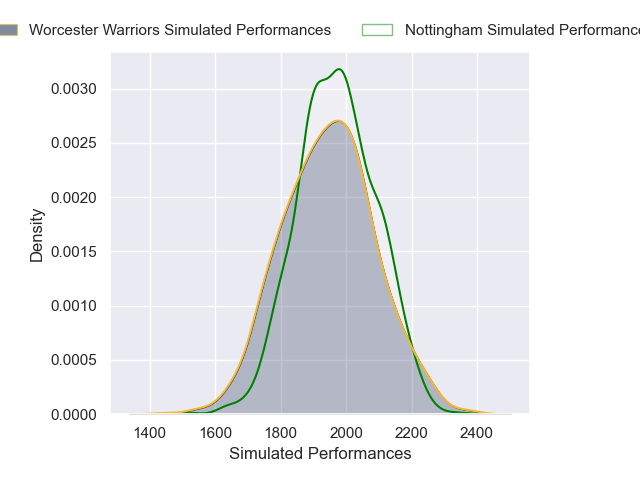 Worcester Warriors Simulated Performances Nottingham Simulated Performance
0.0030
0.0025
0.0020
0.0015
0.0010
0.0005
0.0000
Density
1400 1600 1800 2000 2200 2400
Simulated Performances